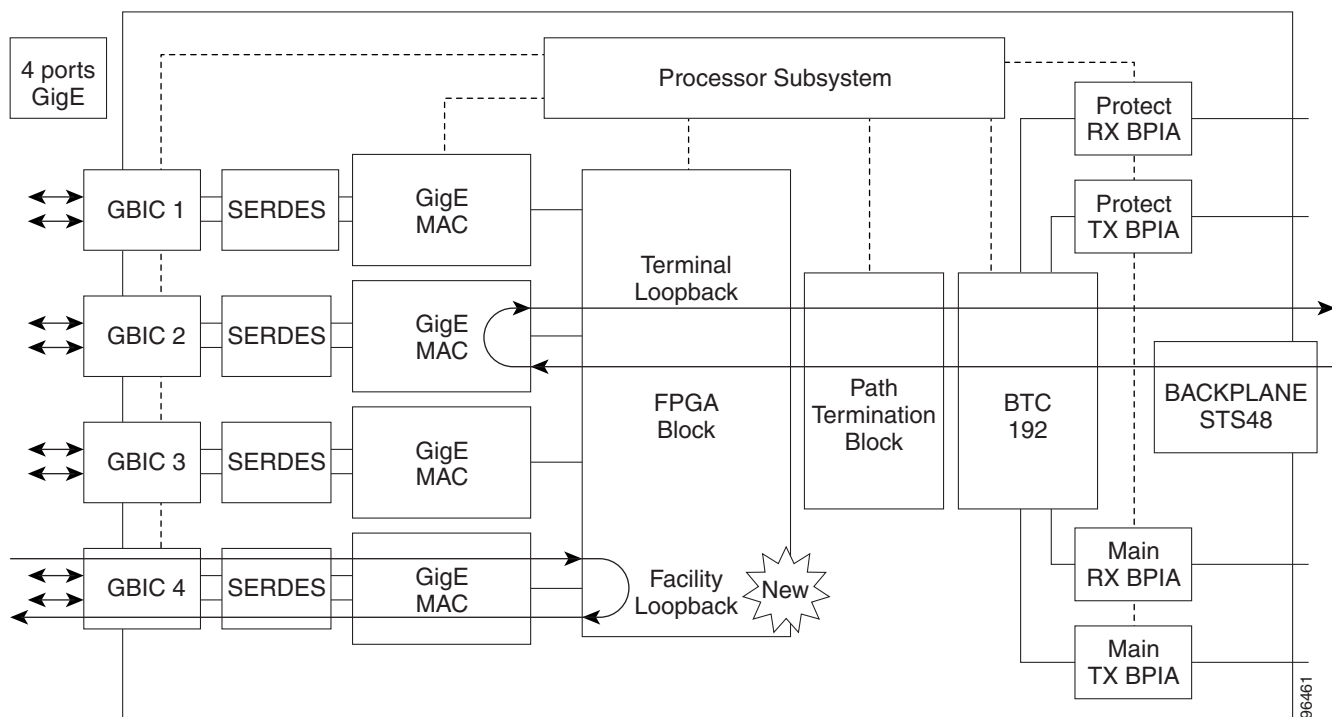 4 ports
GigE
Processor Subsystem
Protect
RX BPIA
Protect
TX BPIA
GBIC 1
SERDES
GigE
MAC
Terminal
Loopback
GBIC 2
SERDES
GigE
MAC
FPGA
Block
Path
Termination
Block
BTC
192
BACKPLANE
STS48
GBIC 3
SERDES
GigE
MAC
GBIC 4
SERDES
GigE
MAC
Facility
Loopback
New
Main
RX BPIA
Main
TX BPIA
96461